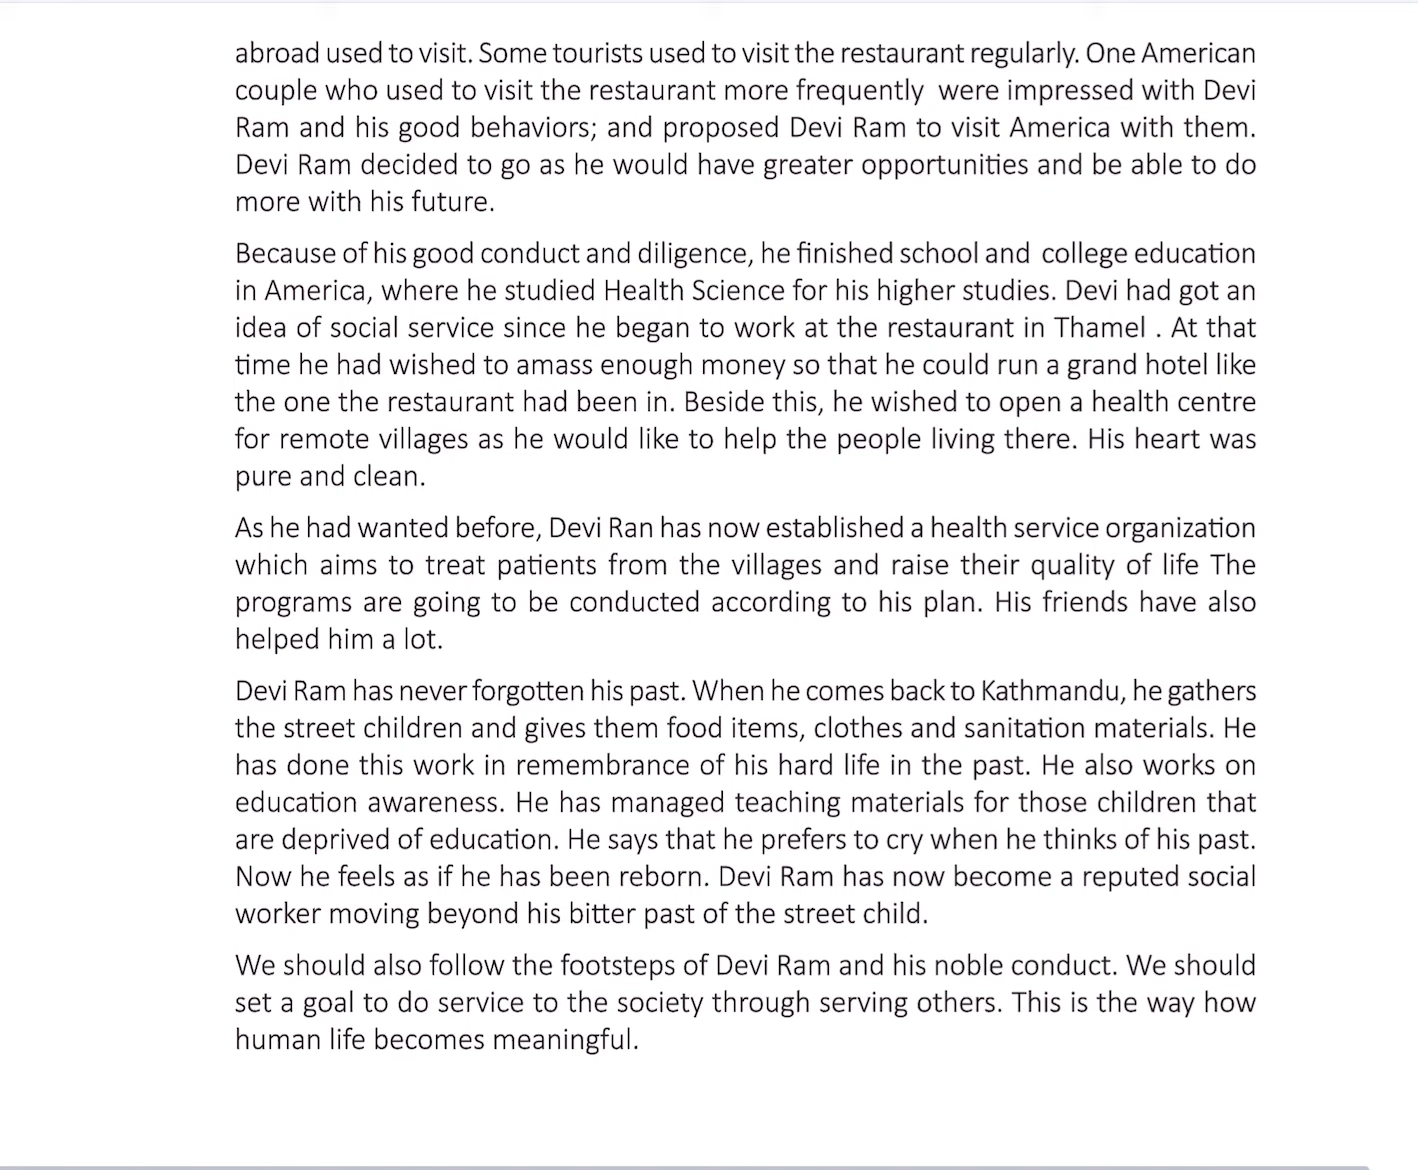 abroad used to visit. Some tourists used to visit the restaurant regularly. One American
couple who used to visit the restaurant more frequently were impressed with Devi
Ram and his good behaviors; and proposed Devi Ram to visit America with them.
Devi Ram decided to go as he would have greater opportunities and be able to do
more with his future.
Because of his good conduct and diligence, he finished school and college education
in America, where he studied Health Science for his higher studies. Devi had got an
idea of social service since he began to work at the restaurant in Thamel . At that
time he had wished to amass enough money so that he could run a grand hotel like
the one the restaurant had been in. Beside this, he wished to open a health centre
for remote villages as he would like to help the people living there. His heart was
pure and clean.
As he had wanted before, Devi Ran has now established a health service organization
which aims to treat patients from the villages and raise their quality of life The
programs are going to be conducted according to his plan. His friends have also
helped him a lot.
Devi Ram has never forgotten his past. When he comes back to Kathmandu, he gathers
the street children and gives them food items, clothes and sanitation materials. He
has done this work in remembrance of his hard life in the past. He also works on
education awareness. He has managed teaching materials for those children that
are deprived of education. He says that he prefers to cry when he thinks of his past.
Now he feels as if he has been reborn. Devi Ram has now become a reputed social
worker moving beyond his bitter past of the street child.
We should also follow the footsteps of Devi Ram and his noble conduct. We should
set a goal to do service to the society through serving others. This is the way how
human life becomes meaningful.